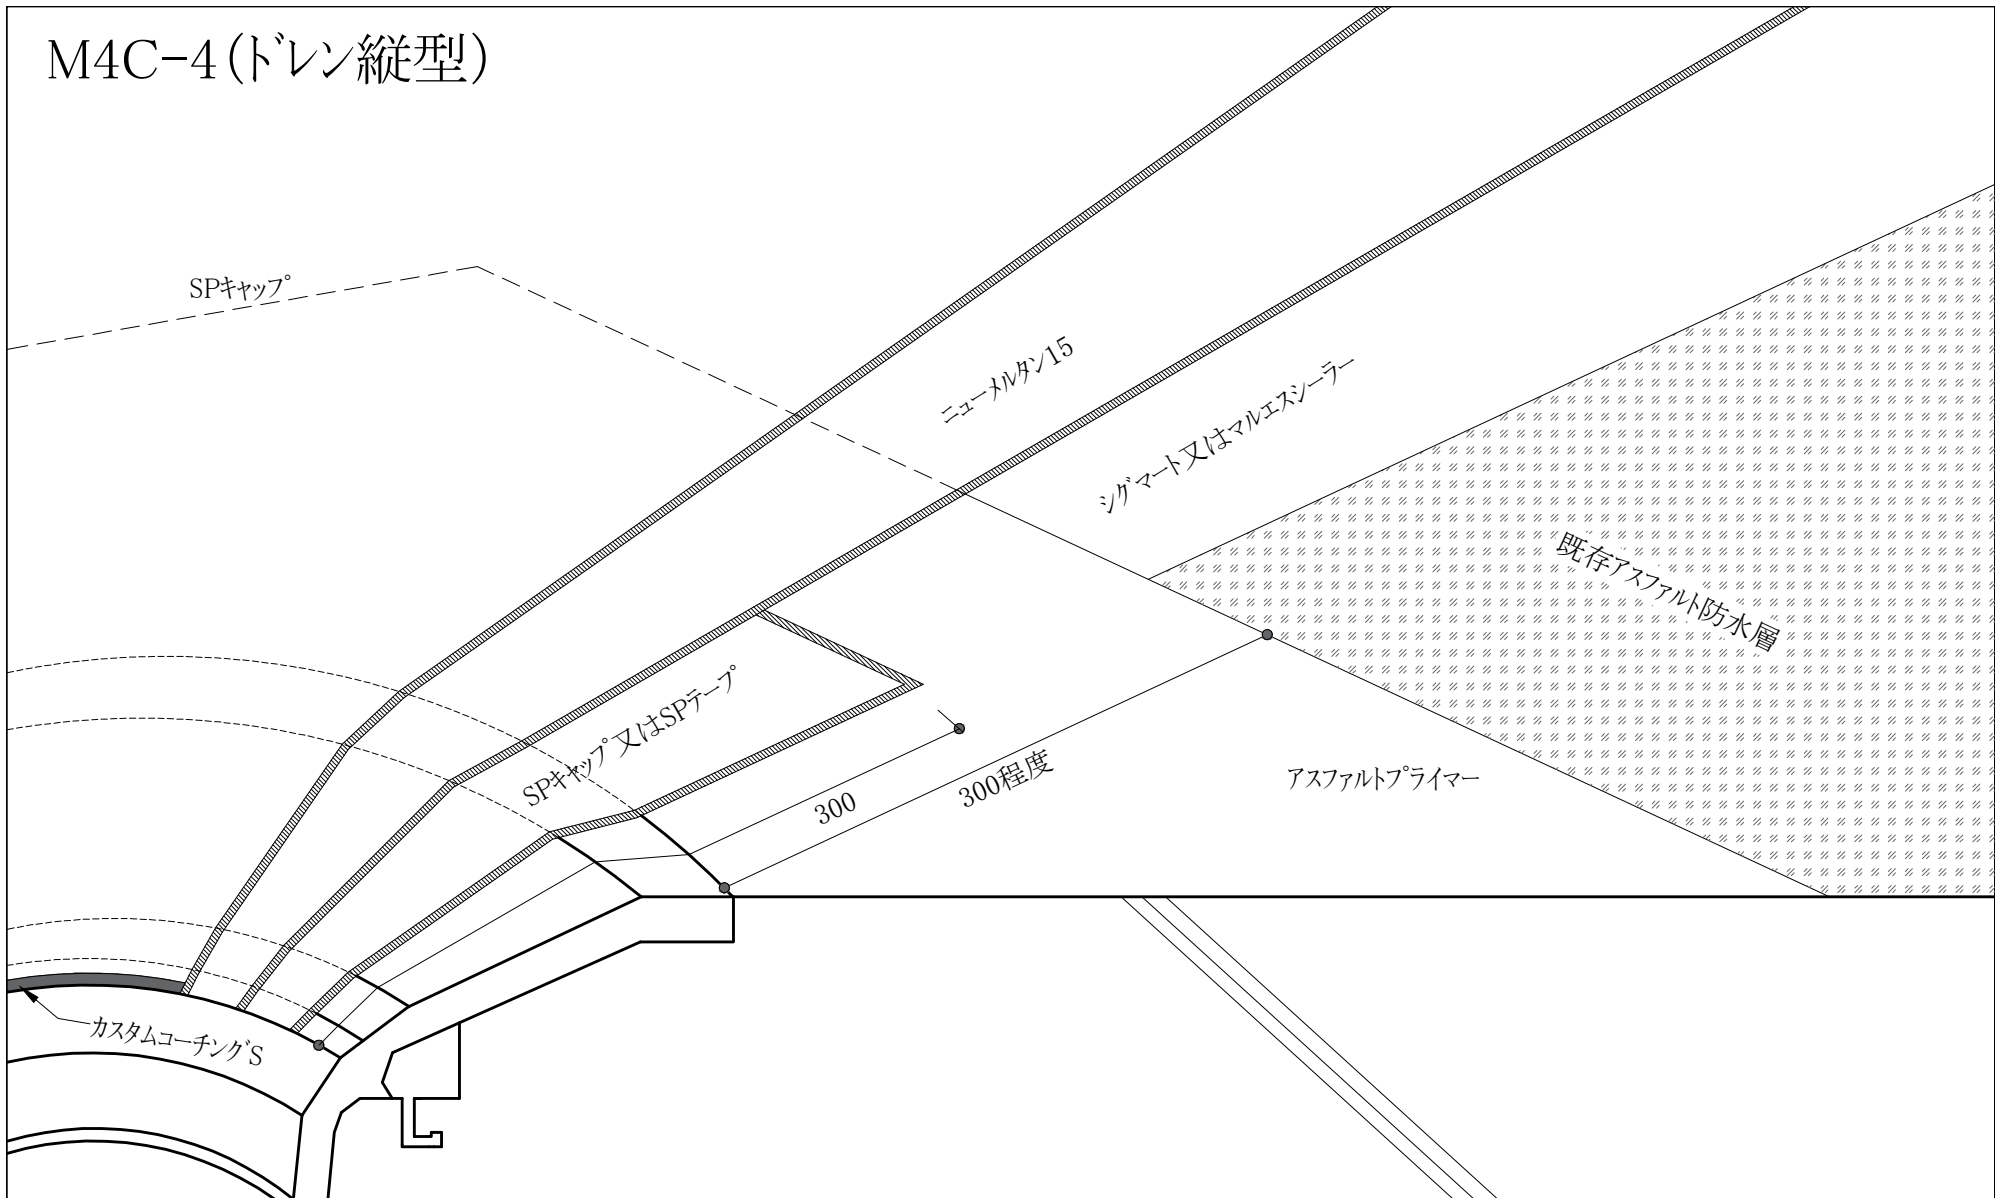 M4C-4(ドレン縦型)
SPキャップ
ニューメルタン15
シグマート又はマルエスシーラー
既存アスファルト防水層
SPキャップ又はSPテープ
300
300程度
アスファルトプライマー
カスタムコーチングS